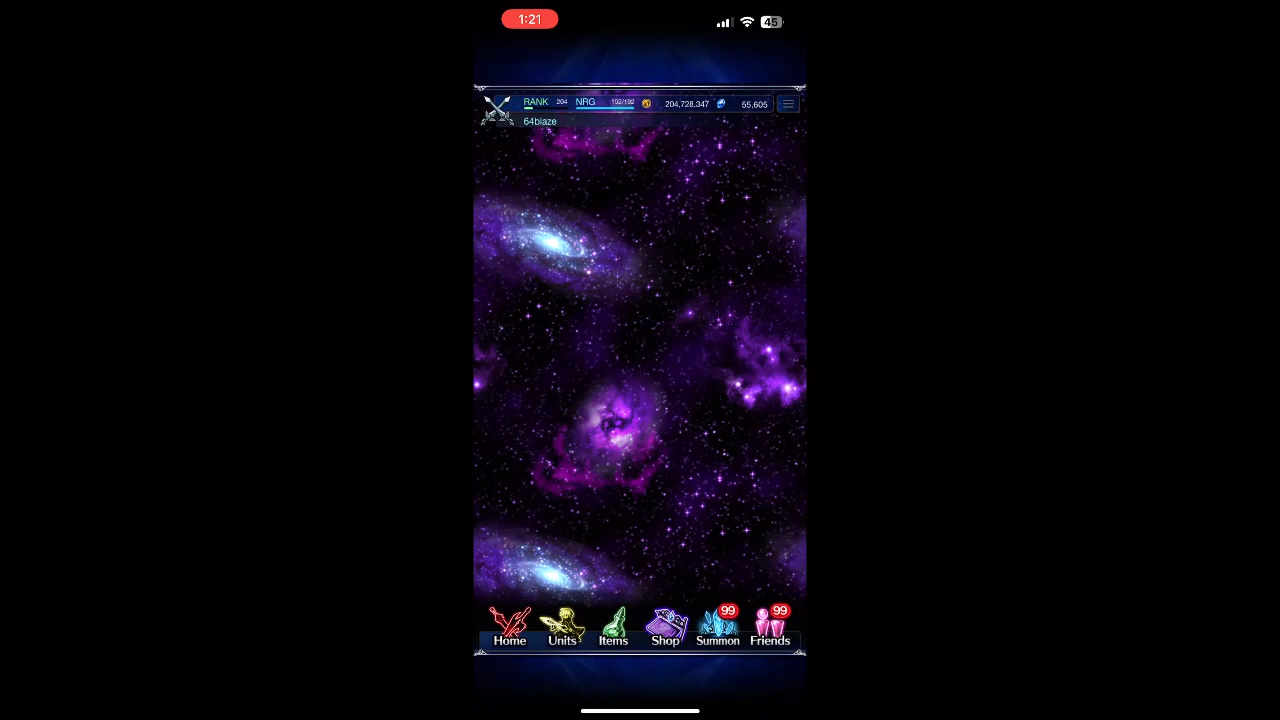 1:21
45
RANK 204 NRG 192/192 204,728,347 55,605
64blaze
99 99
Home Units Items Shop Summon Friends